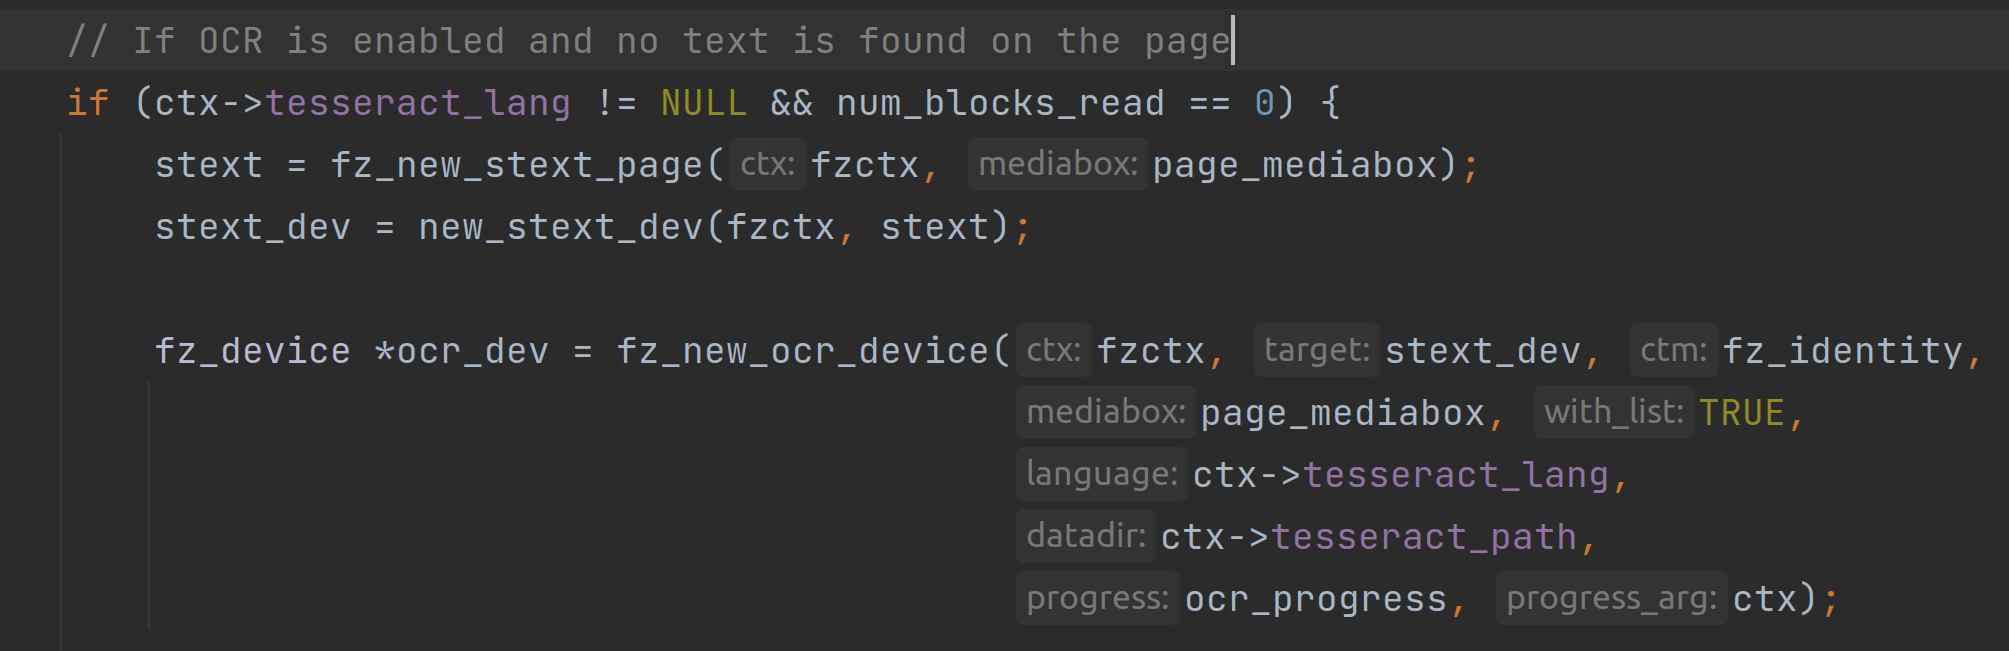 // If OCR is enabled and no text is found on the page
if (ctx->tesseract_lang != NULL && num_blocks_read == 0) {
stext = fz_new_stext_page( ctx: fzctx, mediabox: page_mediabox);
stext_dev = new_stext_dev(fzctx, stext);
fz_device *ocr_dev = fz_new_ocr_device( ctx: fzctx, target: stext_dev, ctm: fz_identity,
mediabox: page_mediabox, with_list: TRUE,
language: ctx->tesseract_lang,
datadir: ctx->tesseract_path,
progress: ocr_progress, progress_arg: ctx);